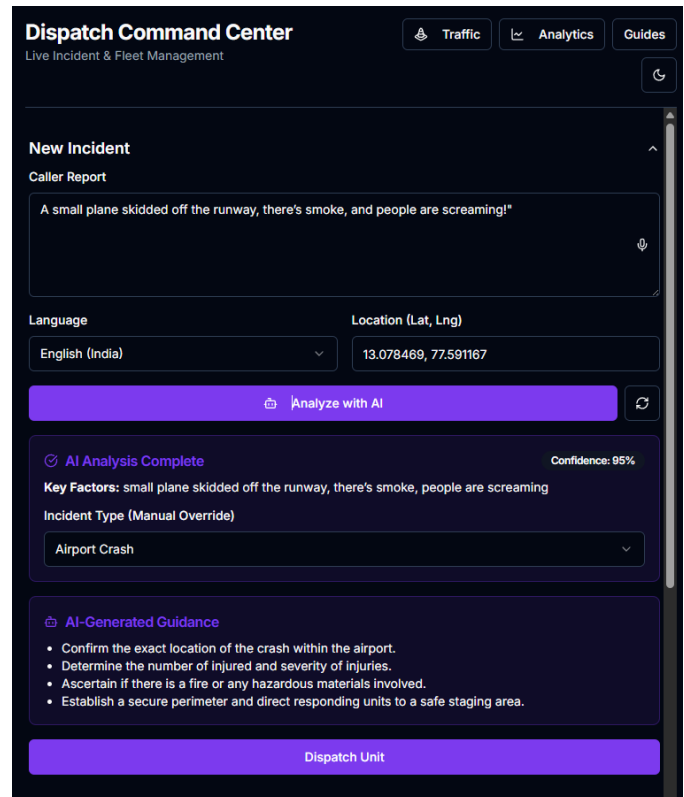 Dispatch Command Center
Live Incident & Fleet Management
Traffic
Analytics
Guides
New Incident
Caller Report
A small plane skidded off the runway, there’s smoke, and people are screaming!"
Language
Location (Lat, Lng)
English (India)
13.078469, 77.591167
Analyze with AI
AI Analysis Complete
Confidence: 95%
Key Factors: small plane skidded off the runway, there’s smoke, people are screaming
Incident Type (Manual Override)
Airport Crash
AI-Generated Guidance
• Confirm the exact location of the crash within the airport.
• Determine the number of injured and severity of injuries.
• Ascertain if there is a fire or any hazardous materials involved.
• Establish a secure perimeter and direct responding units to a safe staging area.
Dispatch Unit